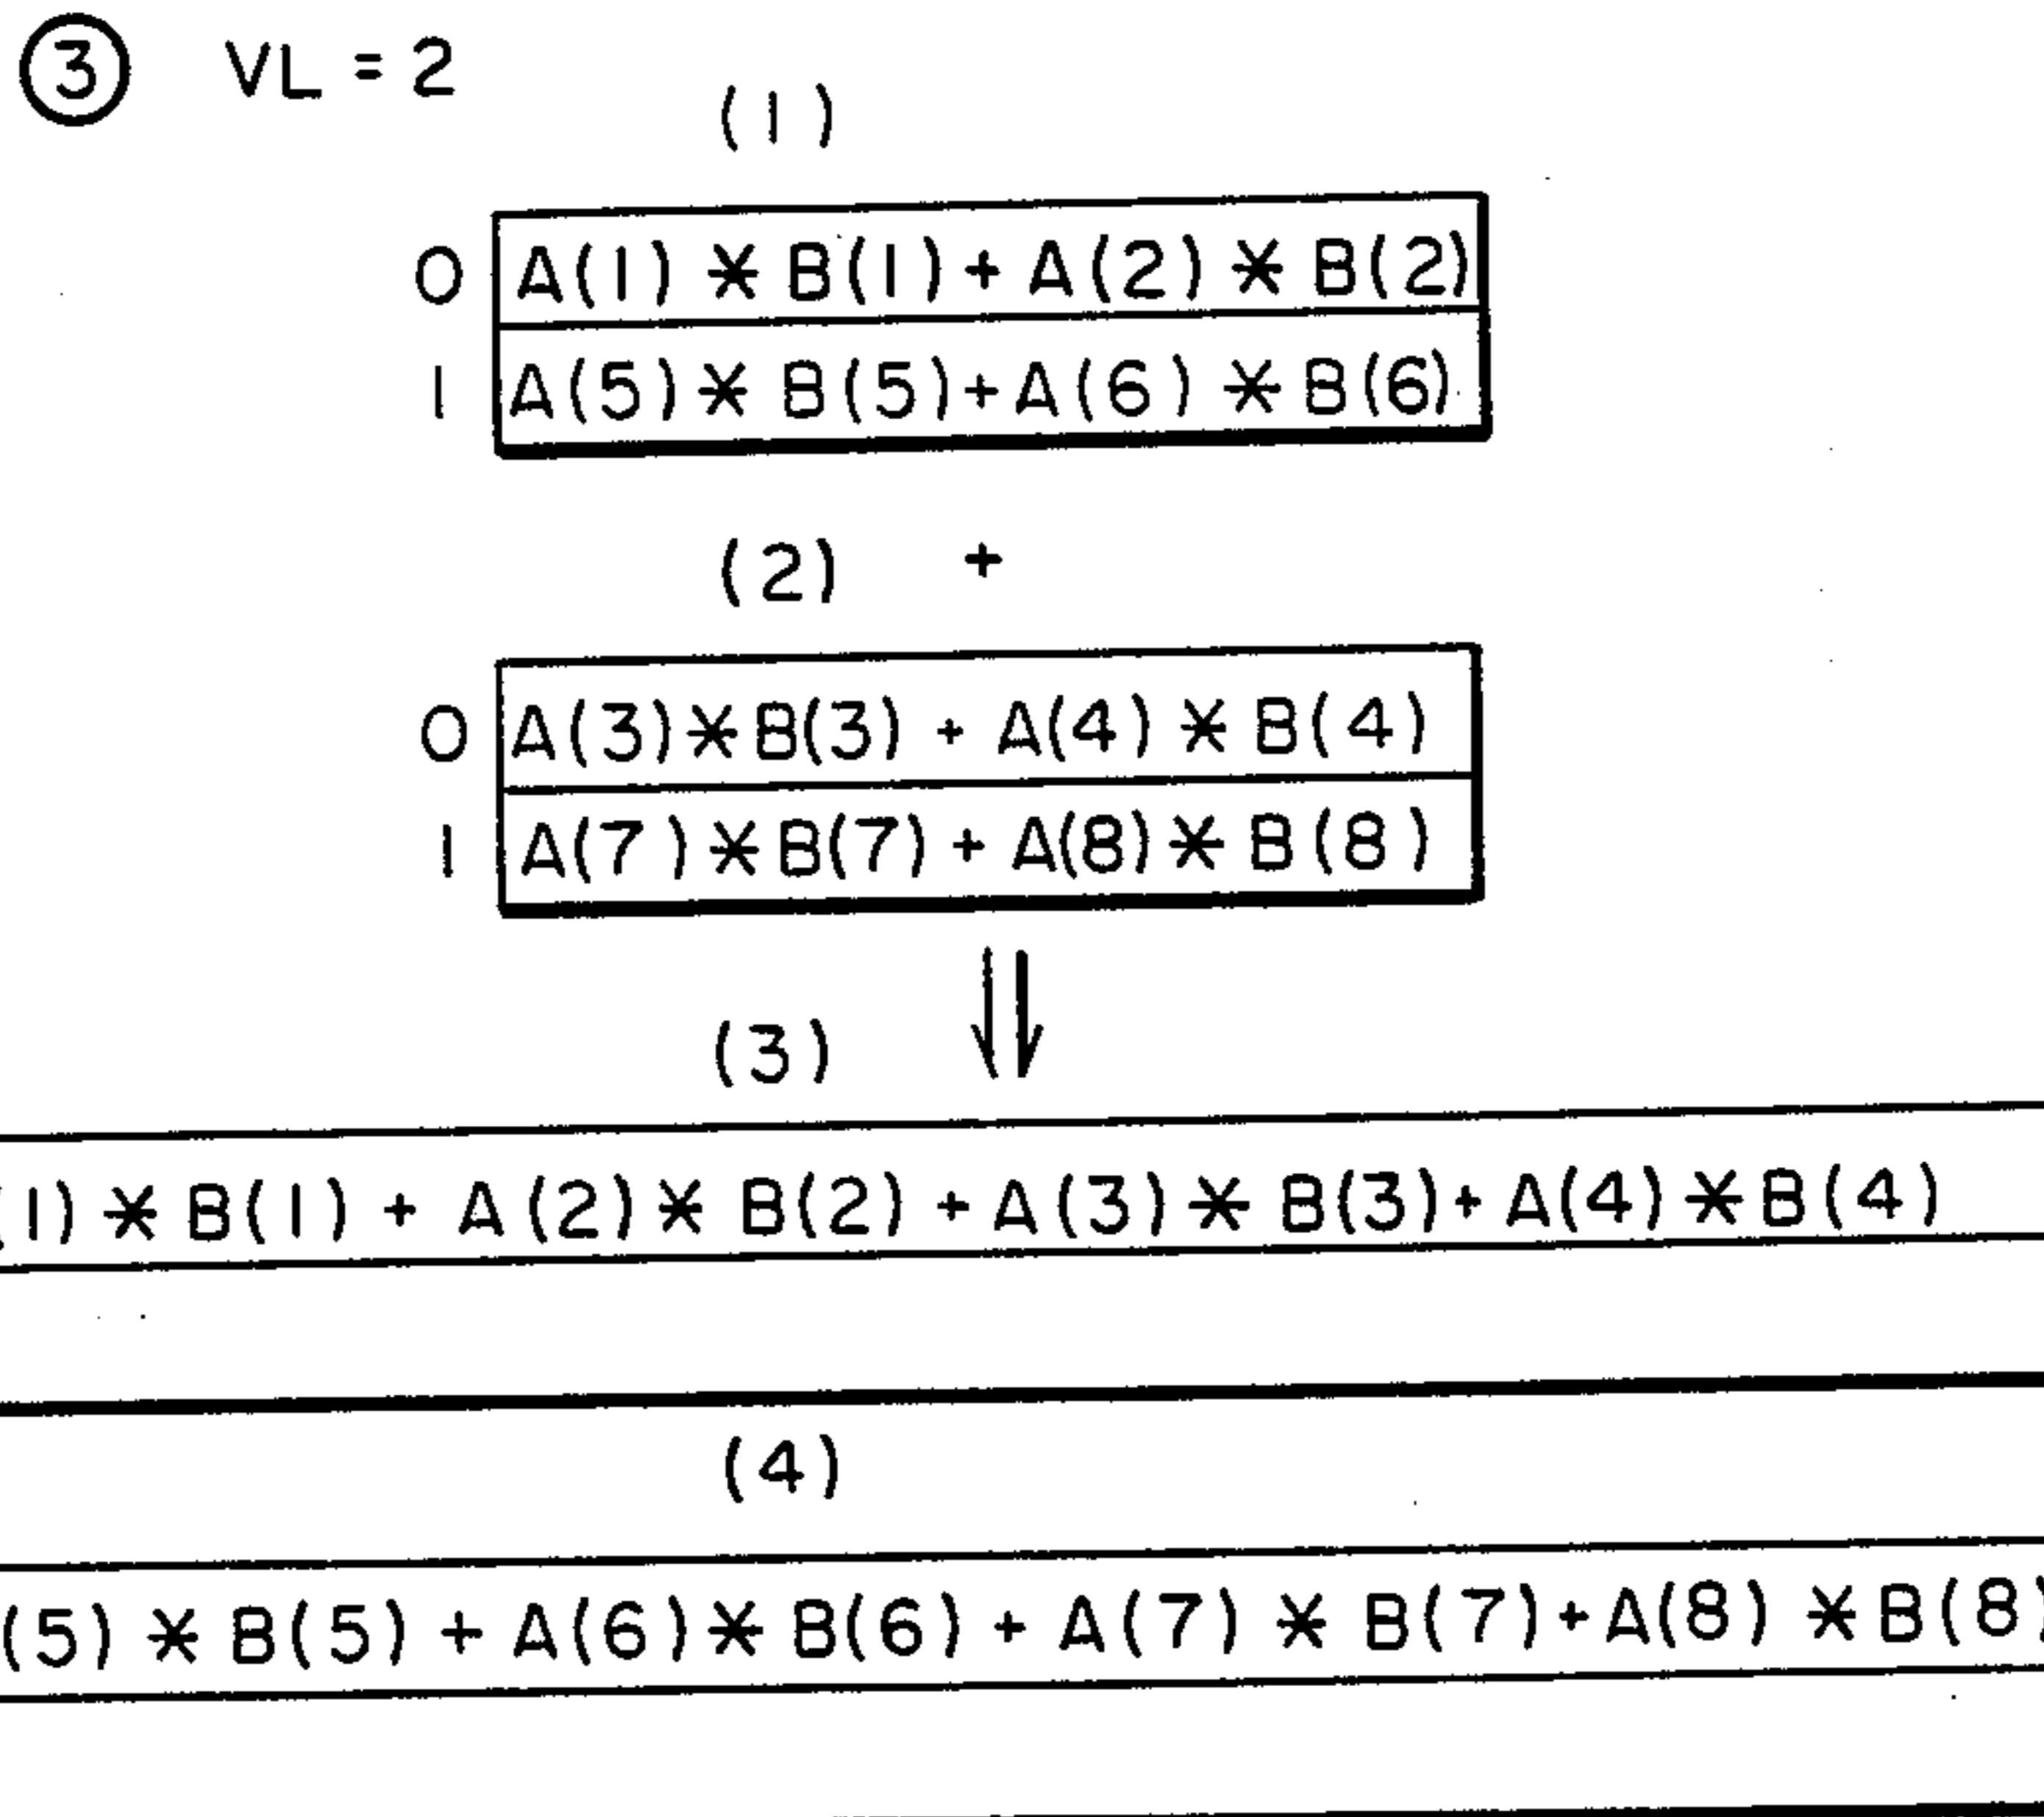 ③ VL = 2
(1)
0 A(1) * B(1) + A(2) * B(2)
1 A(5) * B(5) + A(6) * B(6)
(2) +
0 A(3) * B(3) + A(4) * B(4)
1 A(7) * B(7) + A(8) * B(8)
(3) ⇓
1) * B(1) + A(2) * B(2) + A(3) * B(3) + A(4) * B(4)
(4)
(5) * B(5) + A(6) * B(6) + A(7) * B(7) + A(8) * B(8)